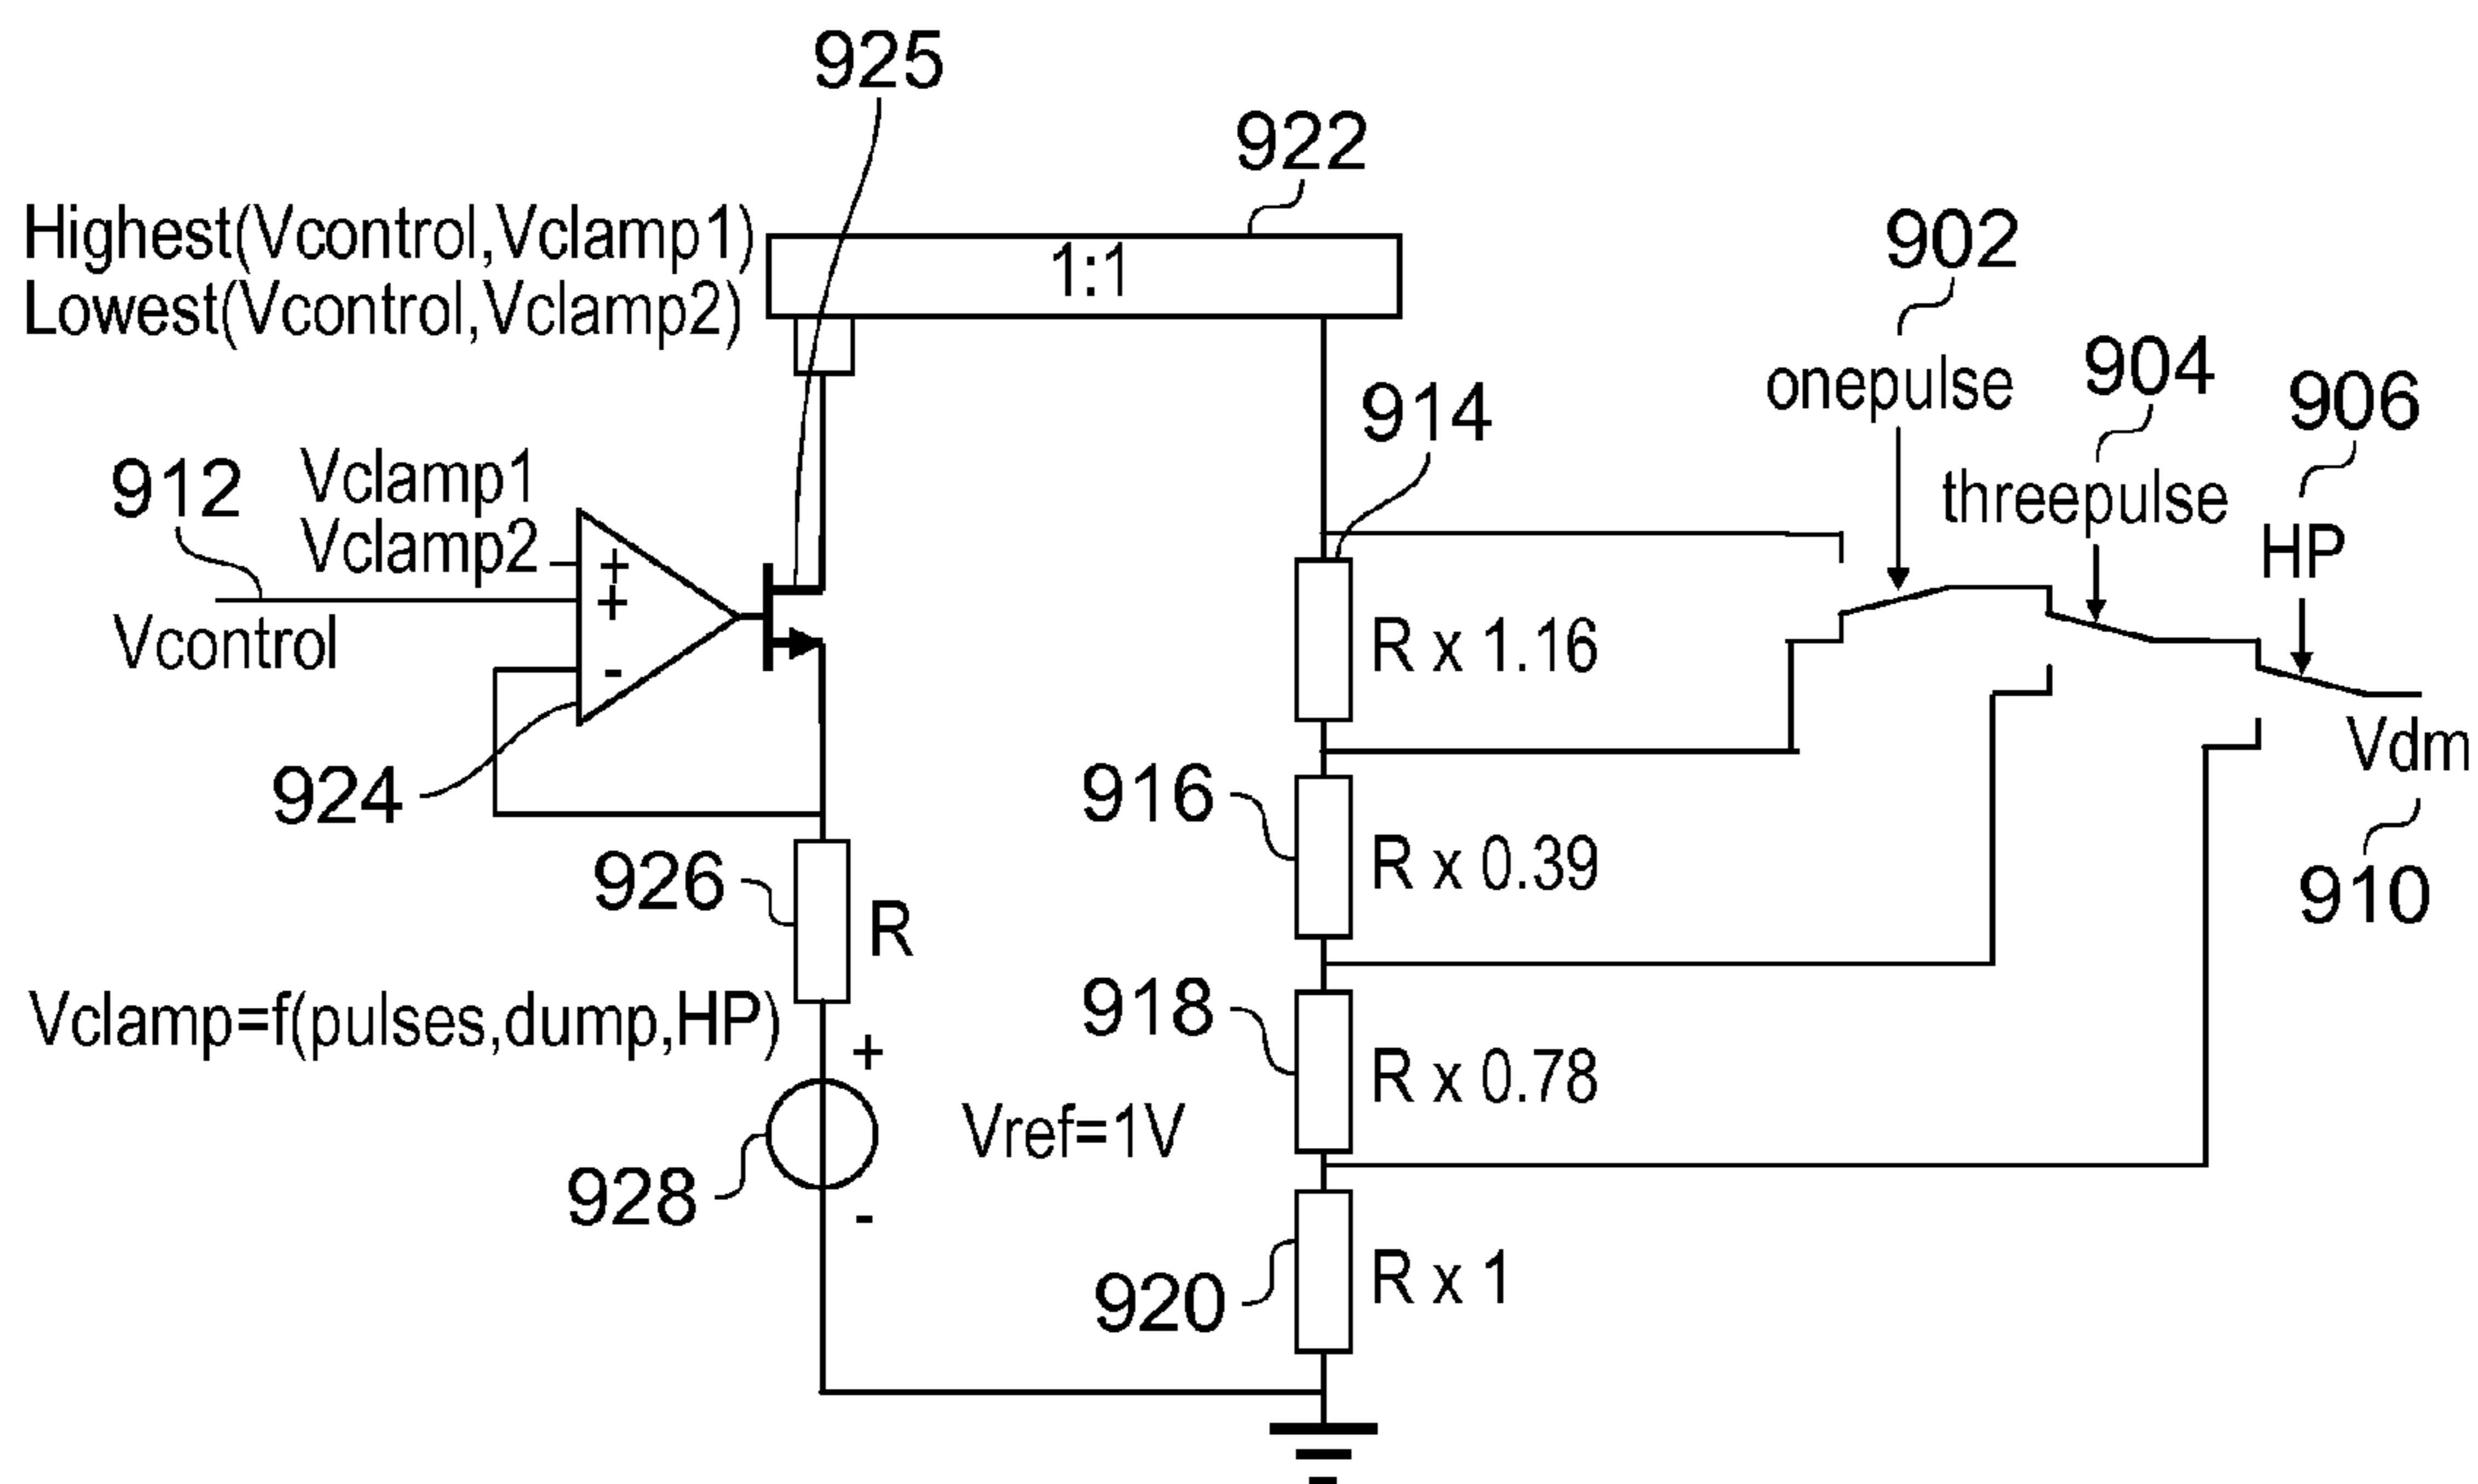 925
922
Highest(Vcontrol,Vclamp1)
Lowest(Vcontrol,Vclamp2)
1:1
902
onepulse
904
threepulse
906
HP
914
912
Vclamp1
Vclamp2
+
+
-
Vcontrol
924
R x 1.16
Vdm
910
916
R x 0.39
926
R
Vclamp=f(pulses,dump,HP)
+
918
R x 0.78
Vref=1V
928
-
920
R x 1